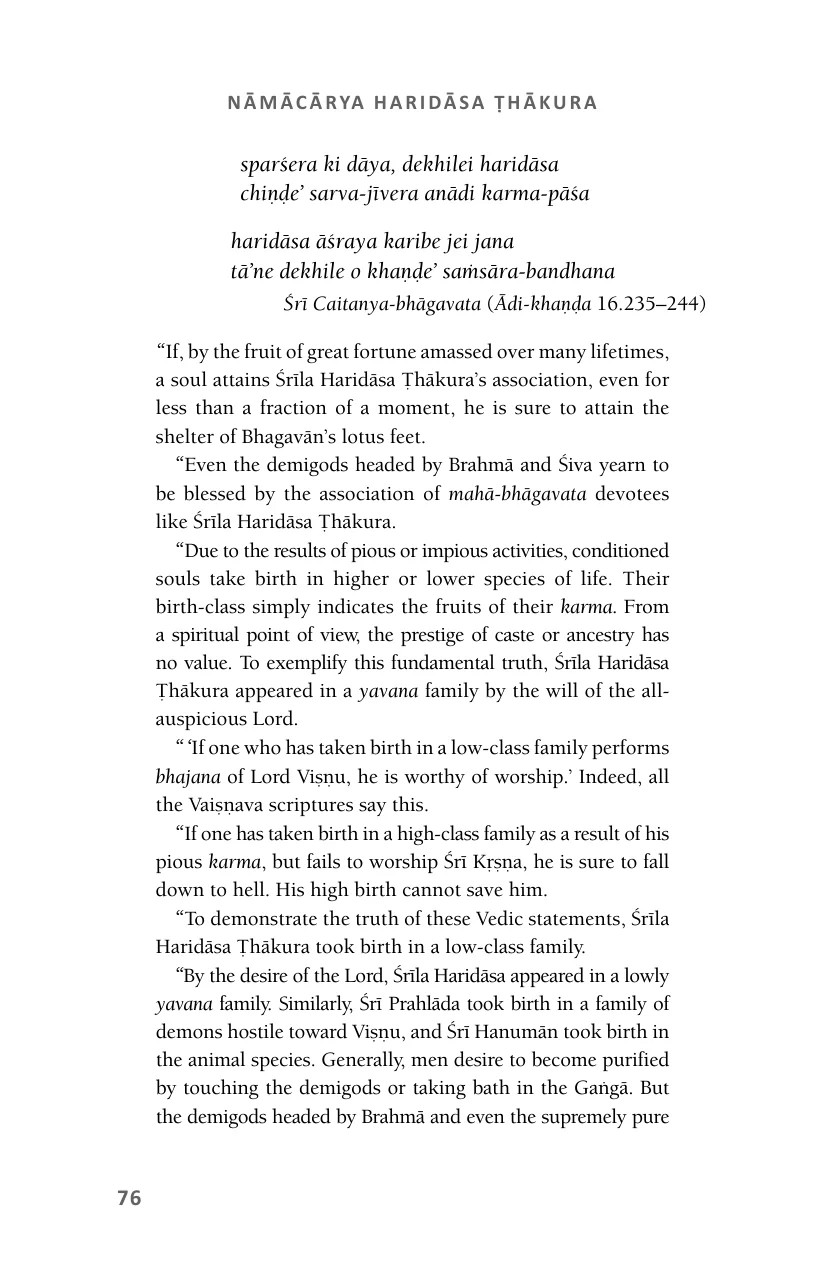 NĀMĀCĀRYA HARIDĀSA ṬHĀKURA
sparśera ki dāya, dekhilei haridāsa
chiṇḍe’ sarva-jīvera anādi karma-pāśa
haridāsa āśraya karibe jei jana
tā’ne dekhile o khaṇḍe’ saṁsāra-bandhana
Śrī Caitanya-bhāgavata (Ādi-khaṇḍa 16.235–244)
“If, by the fruit of great fortune amassed over many lifetimes,
a soul attains Śrīla Haridāsa Ṭhākura’s association, even for
less than a fraction of a moment, he is sure to attain the
shelter of Bhagavān’s lotus feet.
“Even the demigods headed by Brahmā and Śiva yearn to
be blessed by the association of mahā-bhāgavata devotees
like Śrīla Haridāsa Ṭhākura.
“Due to the results of pious or impious activities, conditioned
souls take birth in higher or lower species of life. Their
birth-class simply indicates the fruits of their karma. From
a spiritual point of view, the prestige of caste or ancestry has
no value. To exemplify this fundamental truth, Śrīla Haridāsa
Ṭhākura appeared in a yavana family by the will of the all-
auspicious Lord.
“ ‘If one who has taken birth in a low-class family performs
bhajana of Lord Viṣṇu, he is worthy of worship.’ Indeed, all
the Vaiṣṇava scriptures say this.
“If one has taken birth in a high-class family as a result of his
pious karma, but fails to worship Śrī Kṛṣṇa, he is sure to fall
down to hell. His high birth cannot save him.
“To demonstrate the truth of these Vedic statements, Śrīla
Haridāsa Ṭhākura took birth in a low-class family.
“By the desire of the Lord, Śrīla Haridāsa appeared in a lowly
yavana family. Similarly, Śrī Prahlāda took birth in a family of
demons hostile toward Viṣṇu, and Śrī Hanumān took birth in
the animal species. Generally, men desire to become purified
by touching the demigods or taking bath in the Gaṅgā. But
the demigods headed by Brahmā and even the supremely pure
76